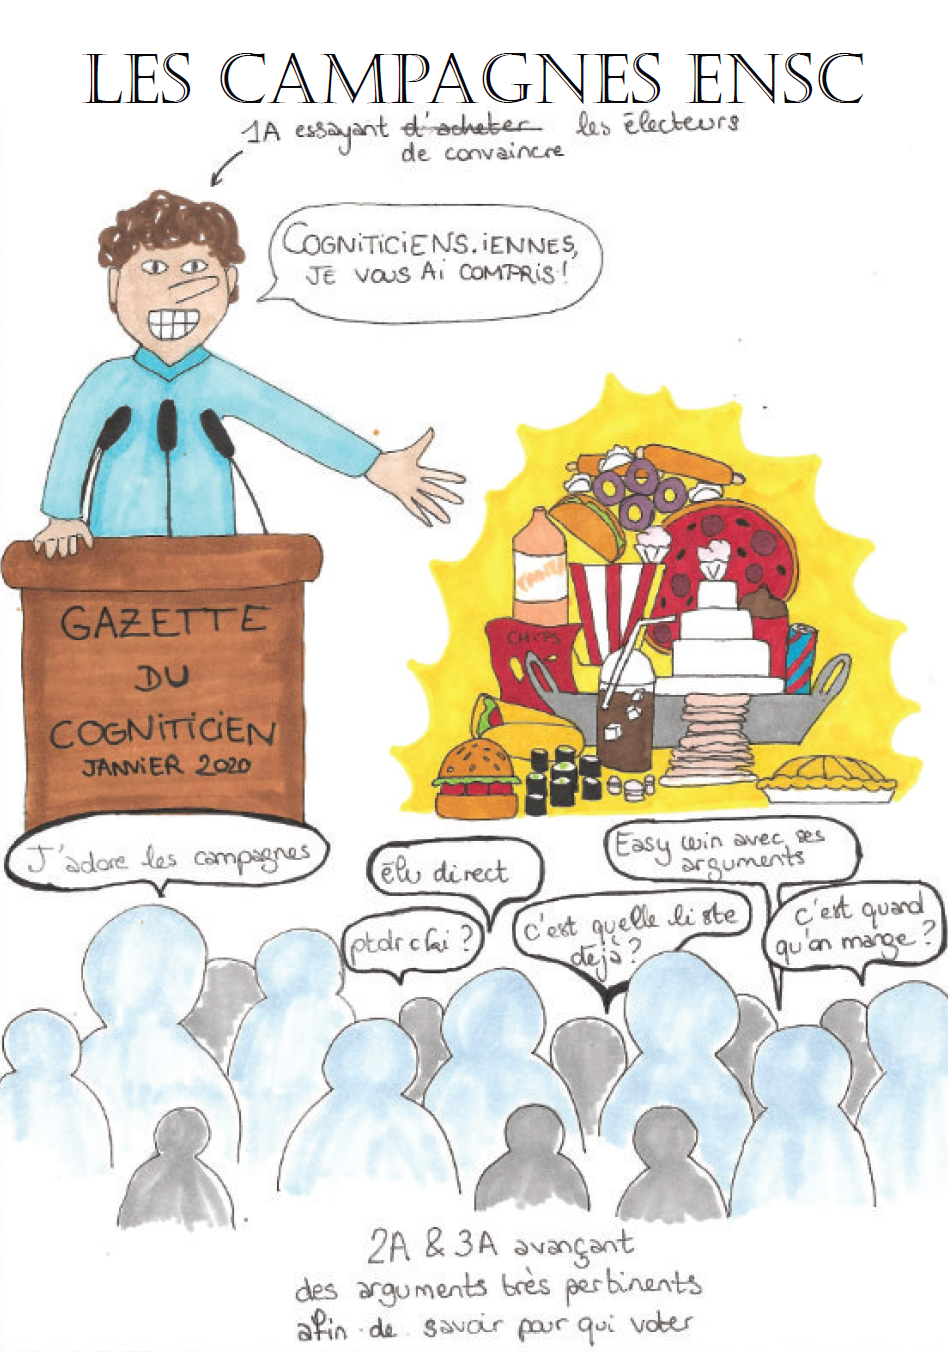 LES CAMPAGNES ENSC
1A essayant d'acheter les électeurs
de convaincre
COGNITICIENS.IENNES,
JE VOUS AI COMPRIS!
FANTA
CHIPS
GAZETTE
DU
COGNITICIEN
JANVIER 2020
J'adore les campagnes
élu direct
Easy win avec ses
arguments
ptdr c ki ?
c'est quelle liste
dejà ?
c'est quand
qu'on mange ?
2A & 3A avançant
des arguments très pertinents
afin de savoir pour qui voter